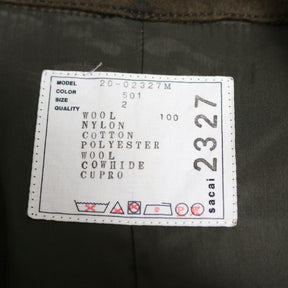 MODEL 20-02327M
COLOR 501
SIZE 2
QUALITY
WOOL 100
NYLON
COTTON
POLYESTER
WOOL
COWHIDE
CUPRO
sacai 2327